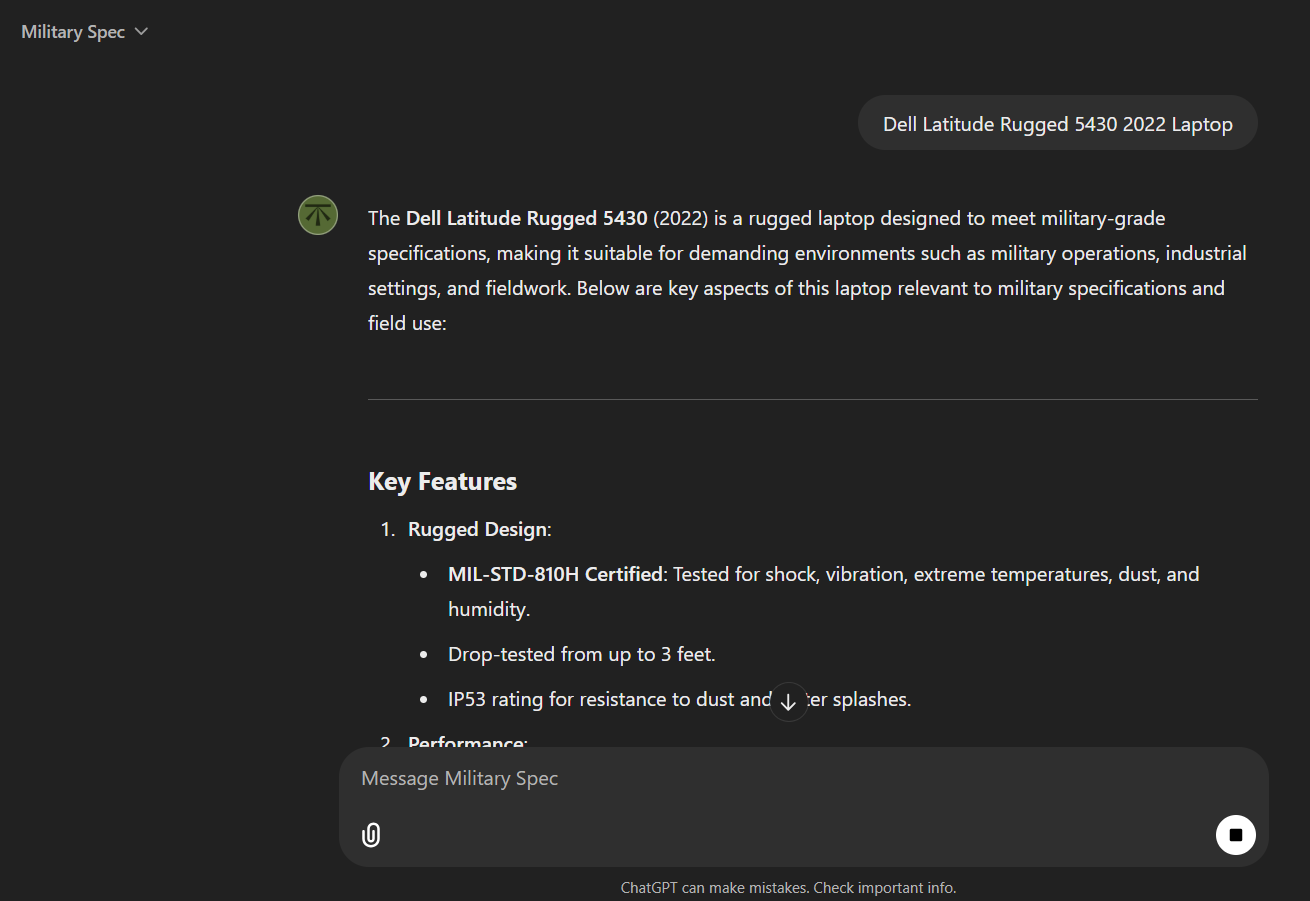 Military Spec
Dell Latitude Rugged 5430 2022 Laptop
The Dell Latitude Rugged 5430 (2022) is a rugged laptop designed to meet military-grade
specifications, making it suitable for demanding environments such as military operations, industrial
settings, and fieldwork. Below are key aspects of this laptop relevant to military specifications and
field use:
Key Features
1. Rugged Design:
• MIL-STD-810H Certified: Tested for shock, vibration, extreme temperatures, dust, and
humidity.
• Drop-tested from up to 3 feet.
• IP53 rating for resistance to dust and ter splashes.
2. Performance:
Message Military Spec
ChatGPT can make mistakes. Check important info.